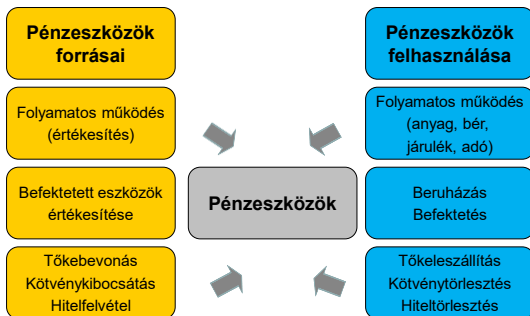 Pénzeszközök
forrásai
Folyamatos működés
(értékesítés)
Befektetett eszközök
értékesítése
Tőkebevonás
Kötvénykibocsátás
Hitelfelvétel
Pénzeszközök
Pénzeszközök
felhasználása
Folyamatos működés
(anyag, bér,
járulék, adó)
Beruházás
Befektetés
Tőkeleszállítás
Kötvénytörlesztés
Hiteltörlesztés